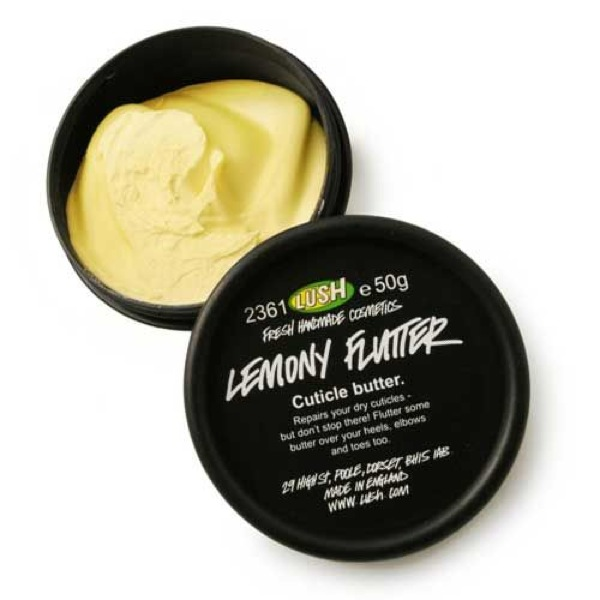 2361 LUSH e 50g
FRESH HANDMADE COSMETICS
LEMONY FLUTTER
Cuticle butter.
Repairs your dry cuticles -
but don't stop there! Flutter some
butter over your heels, elbows
and toes too.
29 HIGH ST, POOLE, DORSET, BH15 1AB
MADE IN ENGLAND
WWW. LUSH. COM